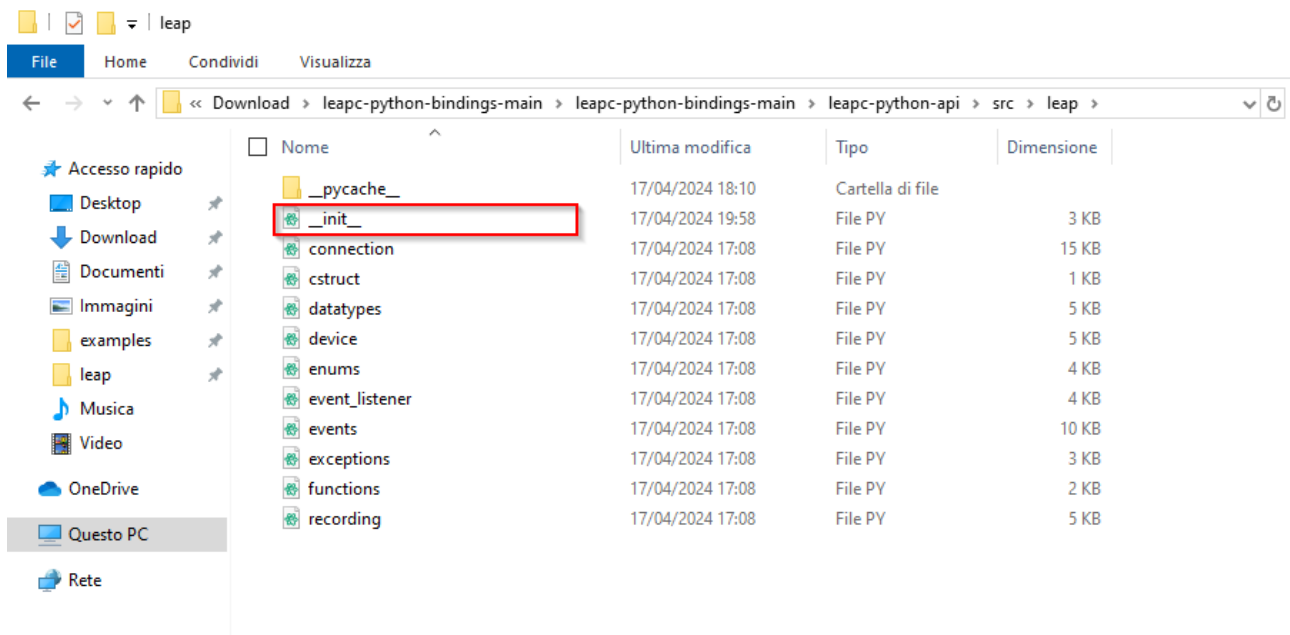 leap
File Home Condividi Visualizza
« Download > leapc-python-bindings-main > leapc-python-bindings-main > leapc-python-api > src > leap >
Nome Ultima modifica Tipo Dimensione
Accesso rapido
Desktop
Download
Documenti
Immagini
examples
leap
Musica
Video
OneDrive
Questo PC
Rete
__pycache__ 17/04/2024 18:10 Cartella di file
__init__ 17/04/2024 19:58 File PY 3 KB
connection 17/04/2024 17:08 File PY 15 KB
cstruct 17/04/2024 17:08 File PY 1 KB
datatypes 17/04/2024 17:08 File PY 5 KB
device 17/04/2024 17:08 File PY 5 KB
enums 17/04/2024 17:08 File PY 4 KB
event_listener 17/04/2024 17:08 File PY 4 KB
events 17/04/2024 17:08 File PY 10 KB
exceptions 17/04/2024 17:08 File PY 3 KB
functions 17/04/2024 17:08 File PY 2 KB
recording 17/04/2024 17:08 File PY 5 KB